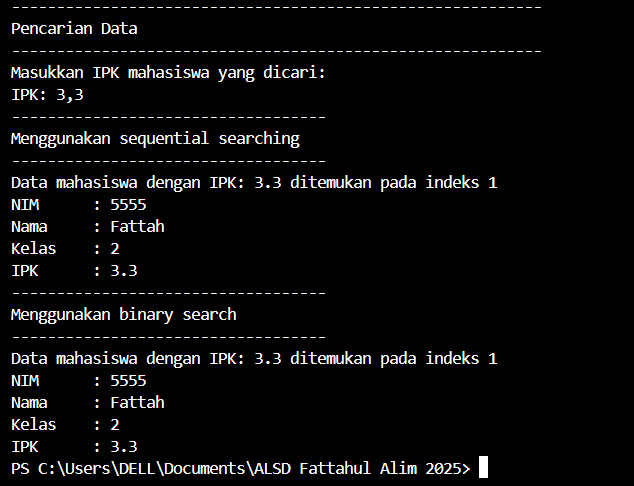 -----------------------------------------------------------
Pencarian Data
-----------------------------------------------------------
Masukkan IPK mahasiswa yang dicari:
IPK: 3,3
-----------------------------------
Menggunakan sequential searching
-----------------------------------
Data mahasiswa dengan IPK: 3.3 ditemukan pada indeks 1
NIM      : 5555
Nama     : Fattah
Kelas    : 2
IPK      : 3.3
-----------------------------------
Menggunakan binary search
-----------------------------------
Data mahasiswa dengan IPK: 3.3 ditemukan pada indeks 1
NIM      : 5555
Nama     : Fattah
Kelas    : 2
IPK      : 3.3
PS C:\Users\DELL\Documents\ALSD Fattahul Alim 2025>